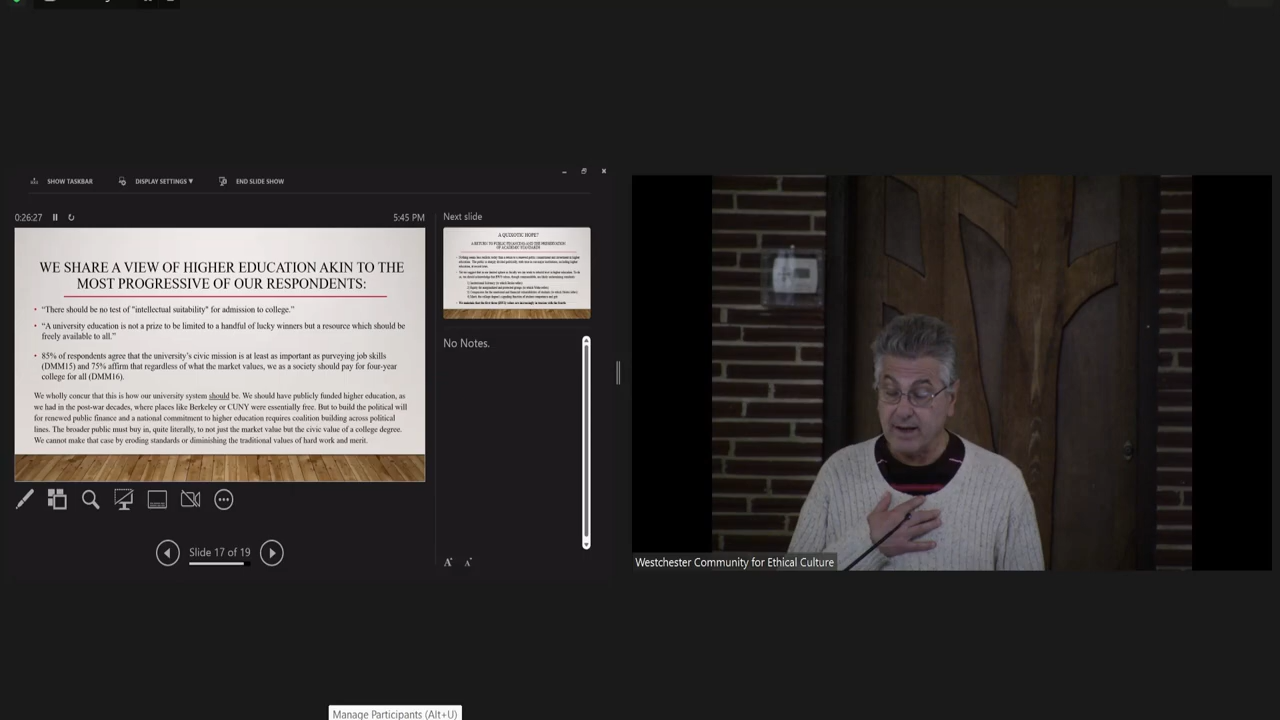 SHOW TASKBAR
DISPLAY SETTINGS ▼
END SLIDE SHOW
0:26:27
5:45 PM
WE SHARE A VIEW OF HIGHER EDUCATION AKIN TO THE
MOST PROGRESSIVE OF OUR RESPONDENTS:
• "There should be no test of "intellectual suitability" for admission to college."
• "A university education is not a prize to be limited to a handful of lucky winners but a resource which should be
freely available to all."
• 85% of respondents agree that the university's civic mission is at least as important as purveying job skills
(DMM15) and 75% affirm that regardless of what the market values, we as a society should pay for four-year
college for all (DMM16).
We wholly concur that this is how our university system should be. We should have publicly funded higher education, as
we had in the post-war decades, where places like Berkeley or CUNY were essentially free. But to build the political will
for renewed public finance and a national commitment to higher education requires coalition building across political
lines. The broader public must buy in, quite literally, to not just the market value but the civic value of a college degree.
We cannot make that case by eroding standards or diminishing the traditional values of hard work and merit.
Slide 17 of 19
Next slide
A QUIXOTIC HOPE?
A RETURN TO PUBLIC FINANCING AND THE PRESERVATION
OF ACADEMIC STANDARDS
No Notes.
A A
Westchester Community for Ethical Culture
Manage Participants (Alt+U)